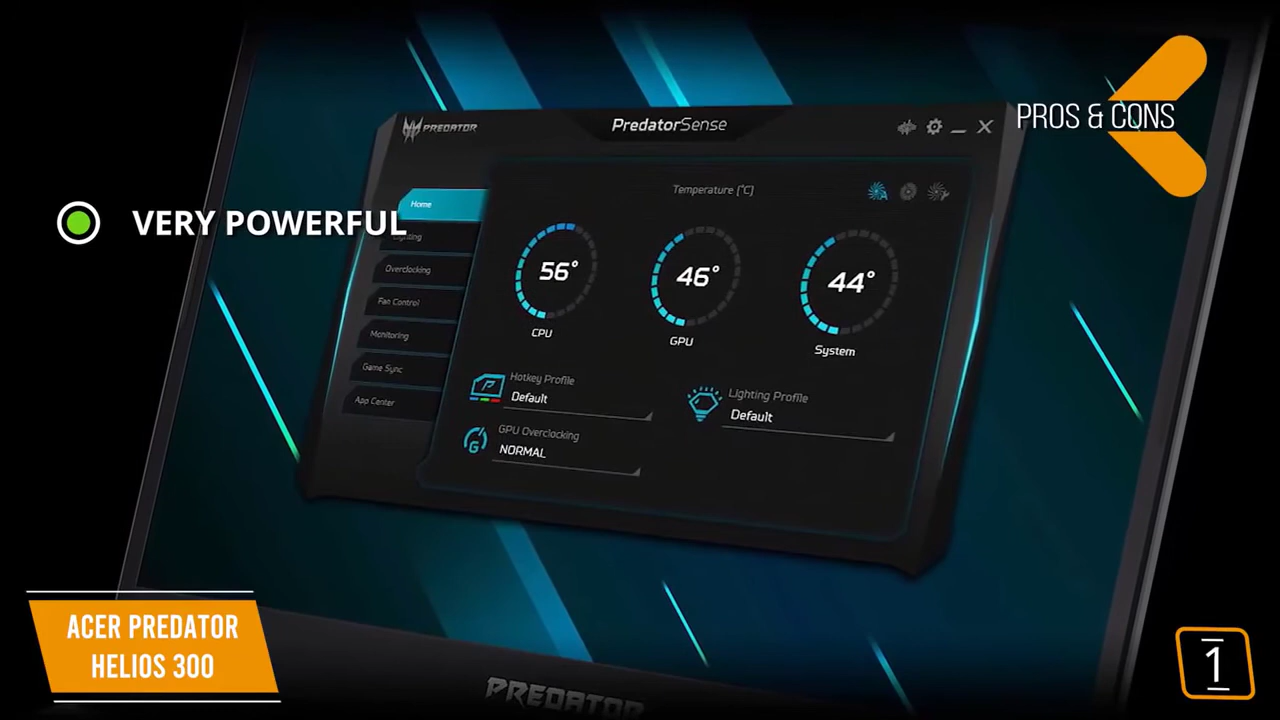 PREDATOR
PredatorSense
PROS & CONS
Temperature (°C)
Home
VERY POWERFUL
Lighting
Overclocking
Fan Control
Monitoring
Game Sync
App Center
56°
CPU
46°
GPU
44°
System
Hotkey Profile
Default
Lighting Profile
Default
GPU Overclocking
NORMAL
ACER PREDATOR
HELIOS 300
PREDATOR
1